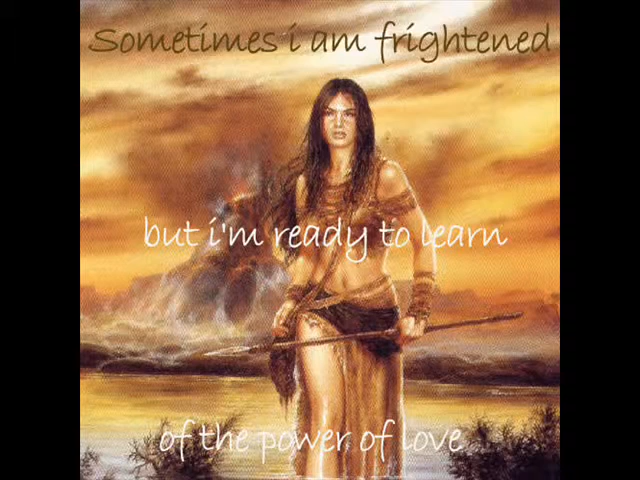 Sometimes i am frightened
but i'm ready to learn
of the power of love